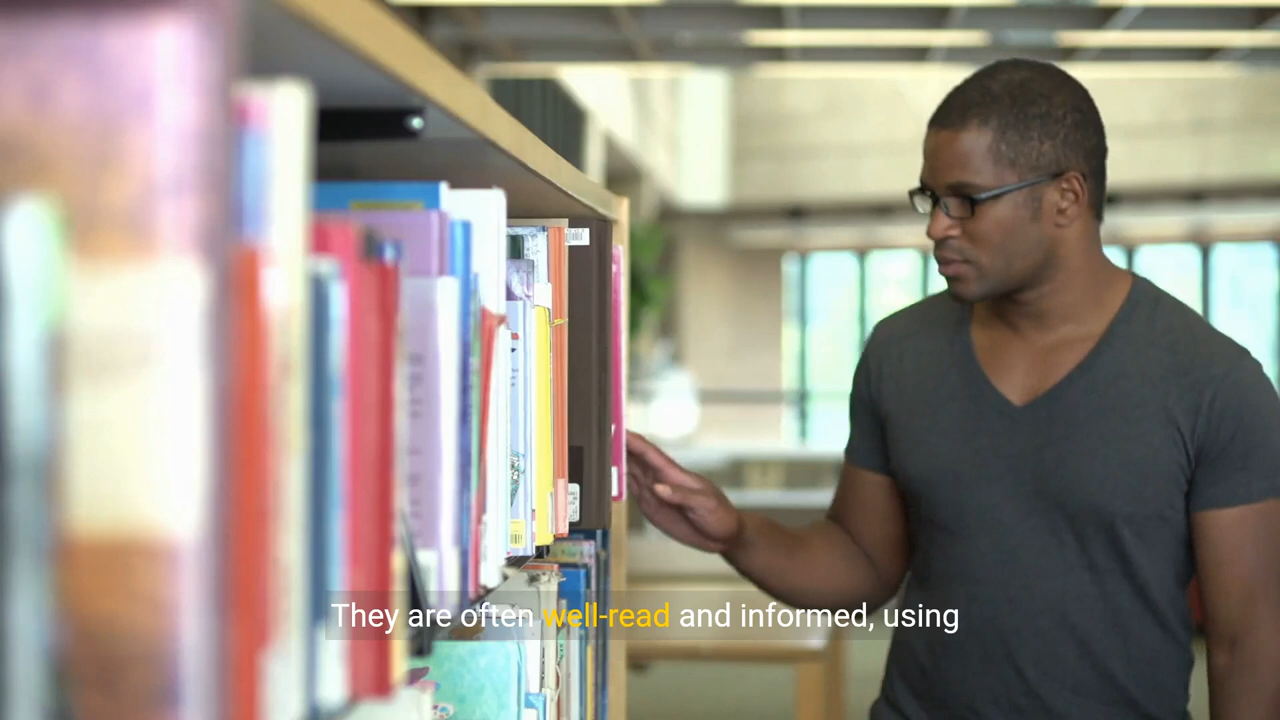 They are often well-read and informed, using